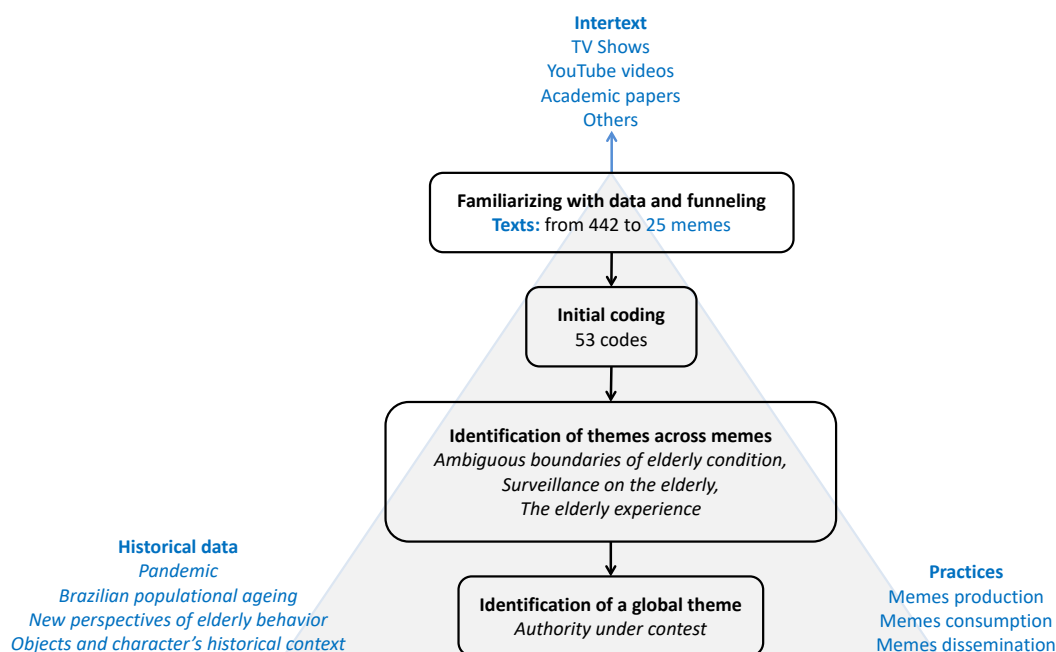 Intertext
TV Shows
YouTube videos
Academic papers
Others
Familiarizing with data and funneling
Texts: from 442 to 25 memes
Initial coding
53 codes
Identification of themes across memes
Ambiguous boundaries of elderly condition,
Surveillance on the elderly,
The elderly experience
Historical data
Pandemic
Brazilian populational ageing
New perspectives of elderly behavior
Objects and character's historical context
Identification of a global theme
Authority under contest
Practices
Memes production
Memes consumption
Memes dissemination